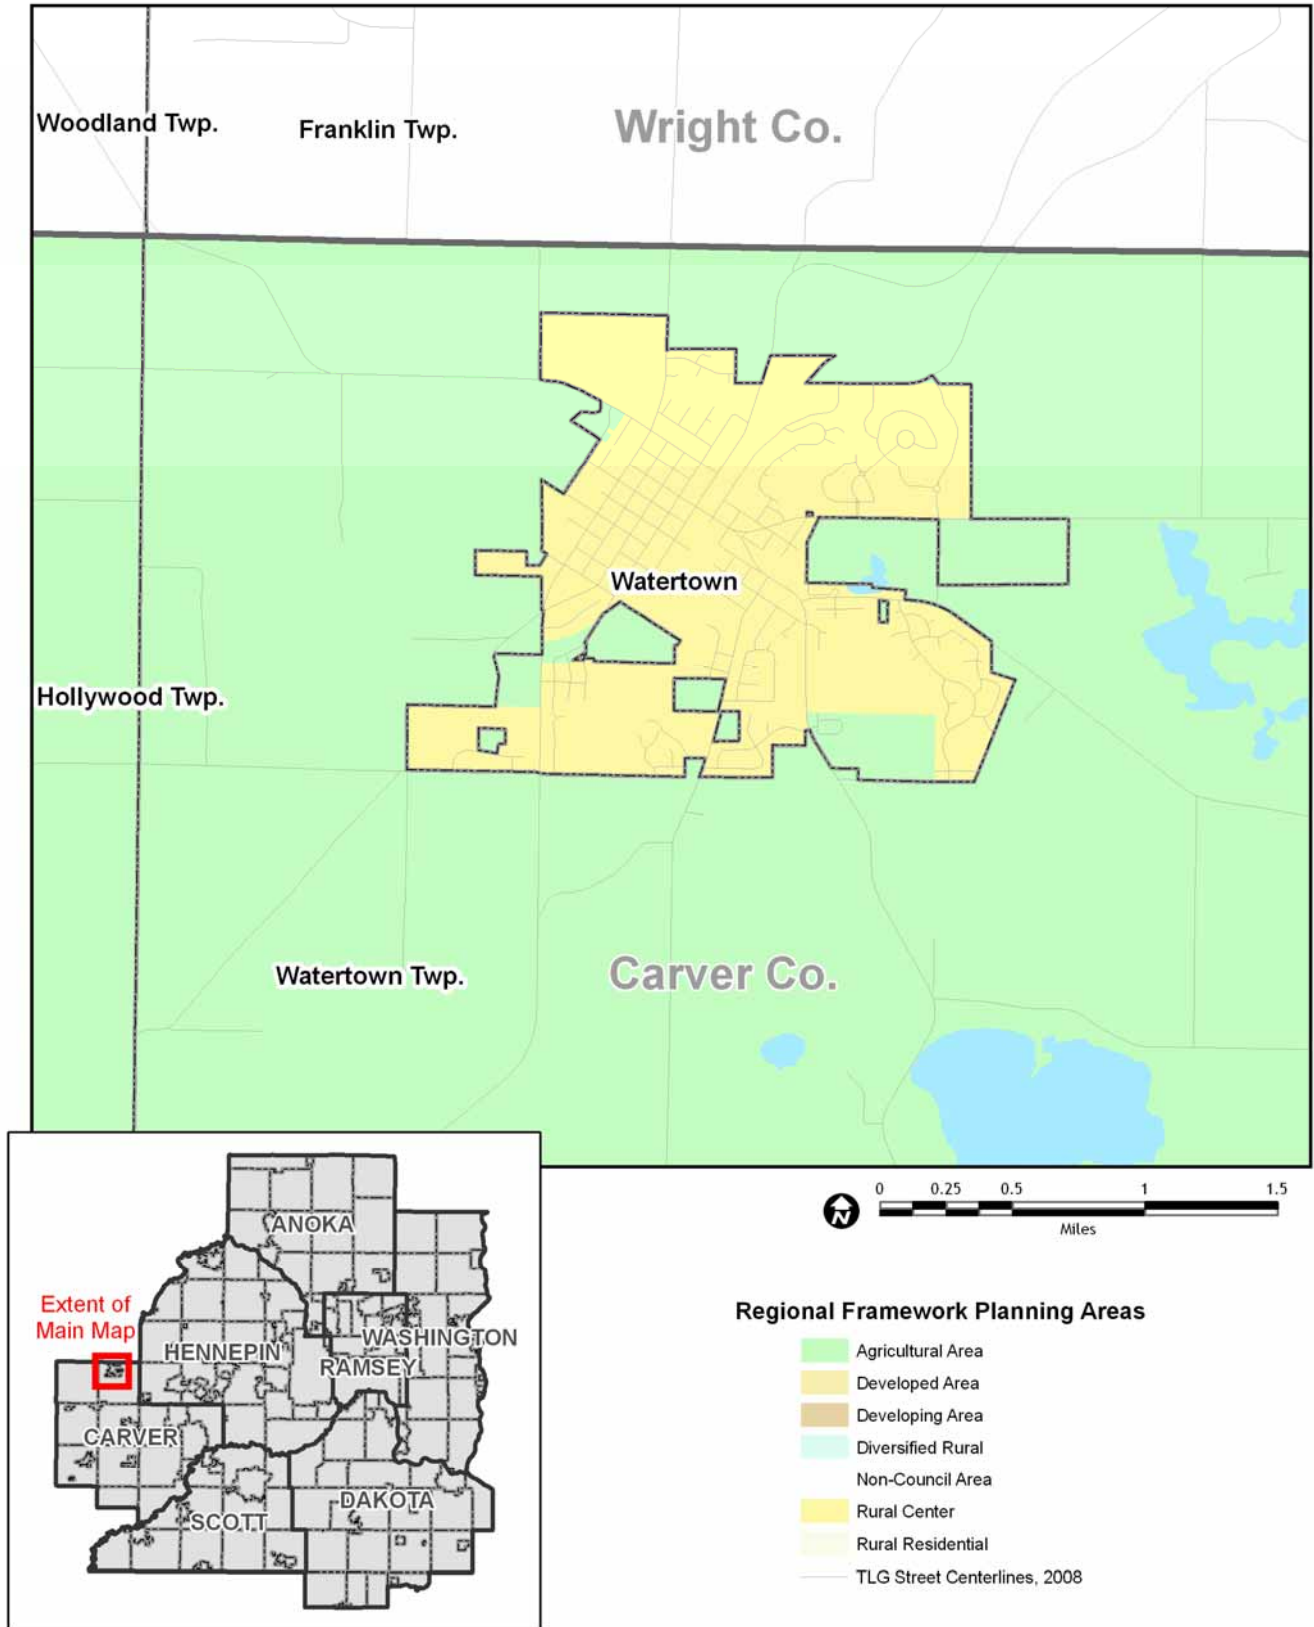 Wright Co.
Woodland Twp.
Franklin Twp.
Watertown
Hollywood Twp.
Watertown Twp.
Carver Co.
ANOKA
Extent of
Main Map
HENNEPIN
WASHINGTON
RAMSEY
CARVER
DAKOTA
SCOTT
N
0 0.25 0.5 1 1.5
Miles
Regional Framework Planning Areas
Agricultural Area
Developed Area
Developing Area
Diversified Rural
Non-Council Area
Rural Center
Rural Residential
TLG Street Centerlines, 2008